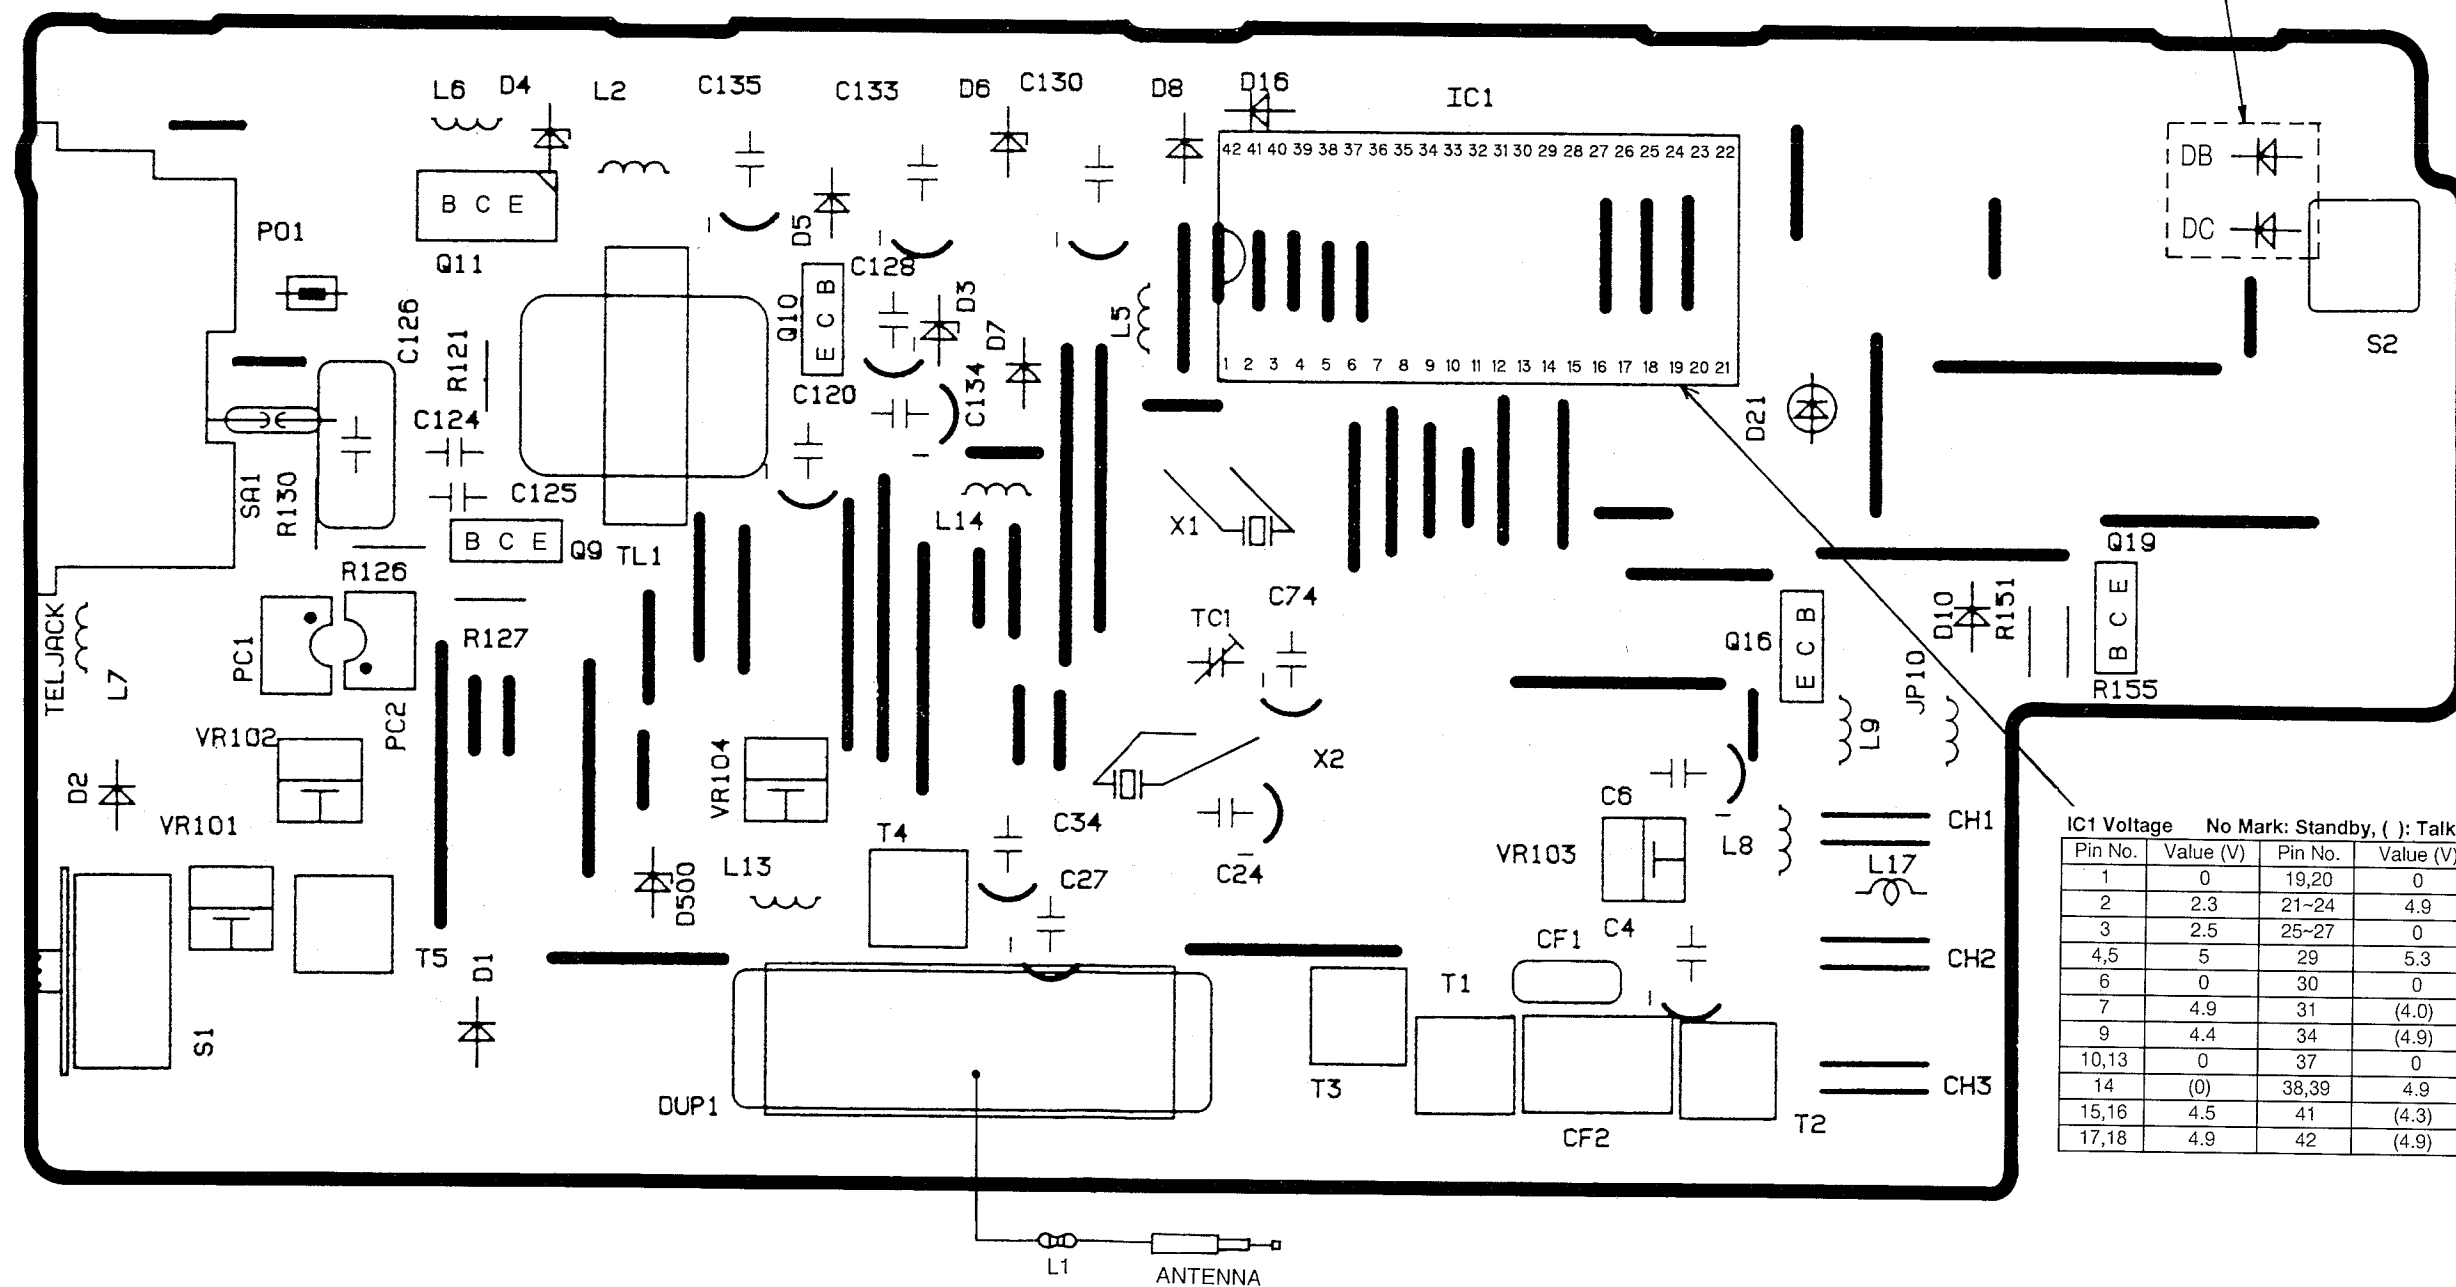 L6 D4 L2 C135 C133 D6 C130 D8 D16 IC1
42 41 40 39 38 37 36 35 34 33 32 31 30 29 28 27 26 25 24 23 22
DB
DC
B C E
PO1
Q11
D5
C128
Q10
B
C
E
D3
D7
L5
S2
C126
R121
1 2 3 4 5 6 7 8 9 10 11 12 13 14 15 16 17 18 19 20 21
C120
C134
C124
D21
SA1
R130
C125
L14
X1
B C E
Q9
TL1
Q19
R126
TELJACK
PC1
R127
C74
TC1
D10
R151
Q16
B
C
E
E
C
B
L7
PC2
JP10
R155
VR102
D2
VR104
X2
L9
VR101
C6
C34
T4
CH1
VR103
L8
L13
D500
C27
C24
L17
T5
D1
C4
CF1
CH2
T1
S1
T3
CH3
DUP1
T2
CF2
L1
ANTENNA
IC1 Voltage No Mark: Standby, ( ): Talk
Pin No. Value (V) Pin No. Value (V)
1 0 19,20 0
2 2.3 21~24 4.9
3 2.5 25~27 0
4,5 5 29 5.3
6 0 30 0
7 4.9 31 (4.0)
9 4.4 34 (4.9)
10,13 0 37 0
14 (0) 38,39 4.9
15,16 4.5 41 (4.3)
17,18 4.9 42 (4.9)